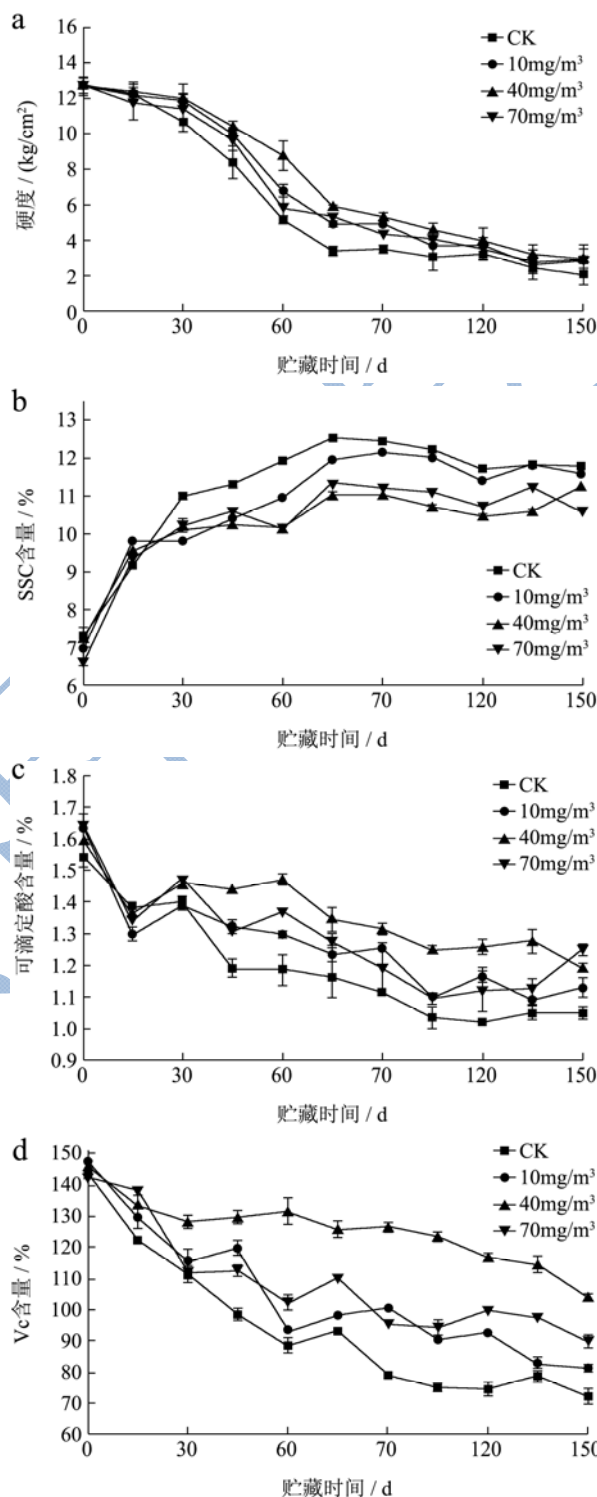 a
16
14
12
10
8
6
4
2
0
硬度 / (kg/cm²)
CK
10mg/m³
40mg/m³
70mg/m³
0 30 60 70 120 150
贮藏时间 / d
b
13
12
11
10
9
8
7
6
SSC含量 / %
CK
10mg/m³
40mg/m³
70mg/m³
0 30 60 70 120 150
贮藏时间 / d
c
1.8
1.7
1.6
1.5
1.4
1.3
1.2
1.1
1.0
0.9
可滴定酸含量 / %
CK
10mg/m³
40mg/m³
70mg/m³
0 30 60 70 120 150
贮藏时间 / d
d
150
140
130
120
110
100
90
80
70
60
Vc含量 / %
CK
10mg/m³
40mg/m³
70mg/m³
0 30 60 70 120 150
贮藏时间 / d